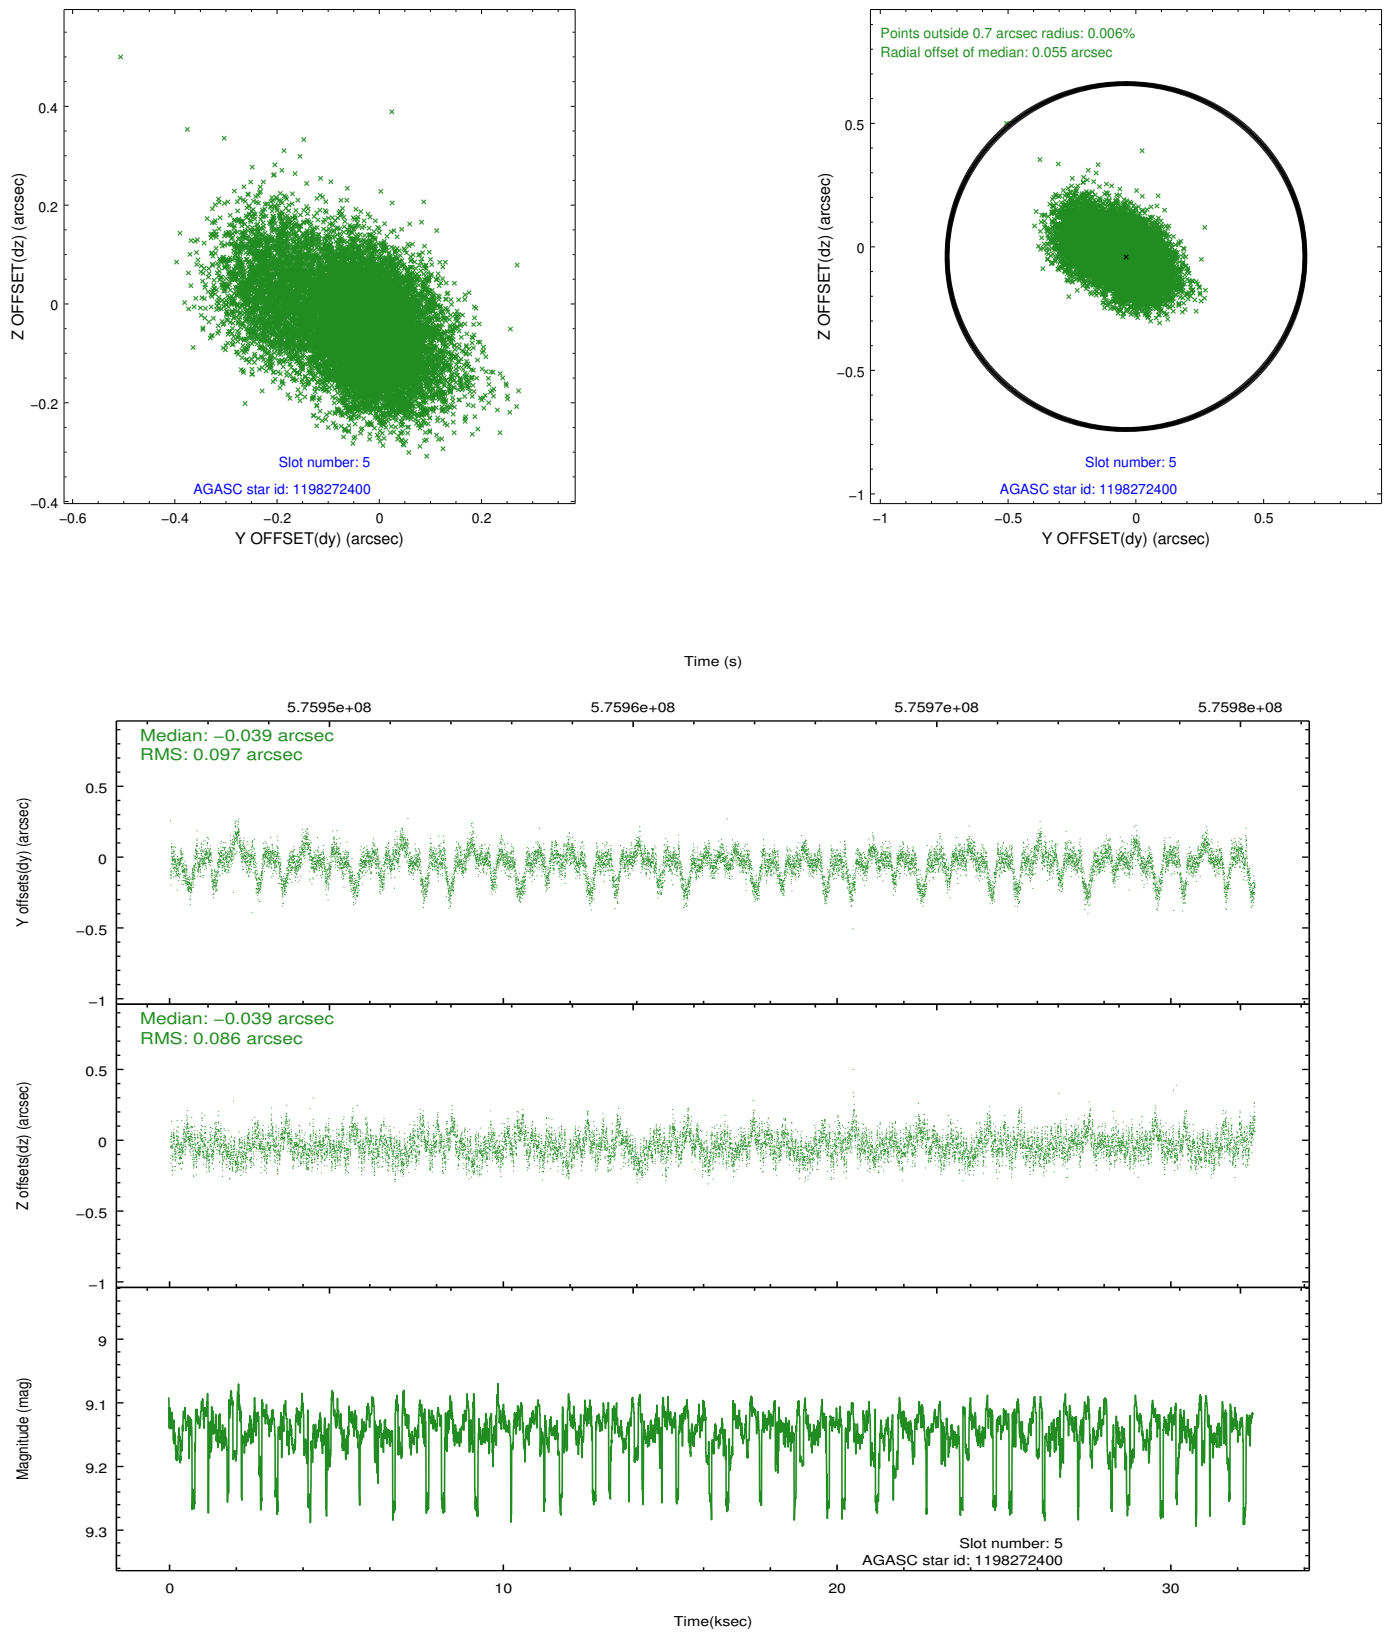 0.4
0.2
0
−0.2
−0.4
−0.6
−0.4
−0.2
0
0.2
Z OFFSET(dz) (arcsec)
Y OFFSET(dy) (arcsec)
Slot number: 5
AGASC star id: 1198272400
Points outside 0.7 arcsec radius: 0.006%
Radial offset of median: 0.055 arcsec
0.5
0
−0.5
−1
−1
−0.5
0
0.5
Z OFFSET(dz) (arcsec)
Y OFFSET(dy) (arcsec)
Slot number: 5
AGASC star id: 1198272400
Time (s)
5.7595e+08
5.7596e+08
5.7597e+08
5.7598e+08
Median: −0.039 arcsec
RMS: 0.097 arcsec
0.5
0
−0.5
−1
Y offsets(dy) (arcsec)
Median: −0.039 arcsec
RMS: 0.086 arcsec
0.5
0
−0.5
−1
Z offsets(dz) (arcsec)
9
9.1
9.2
9.3
Magnitude (mag)
Slot number: 5
AGASC star id: 1198272400
0
10
20
30
Time(ksec)